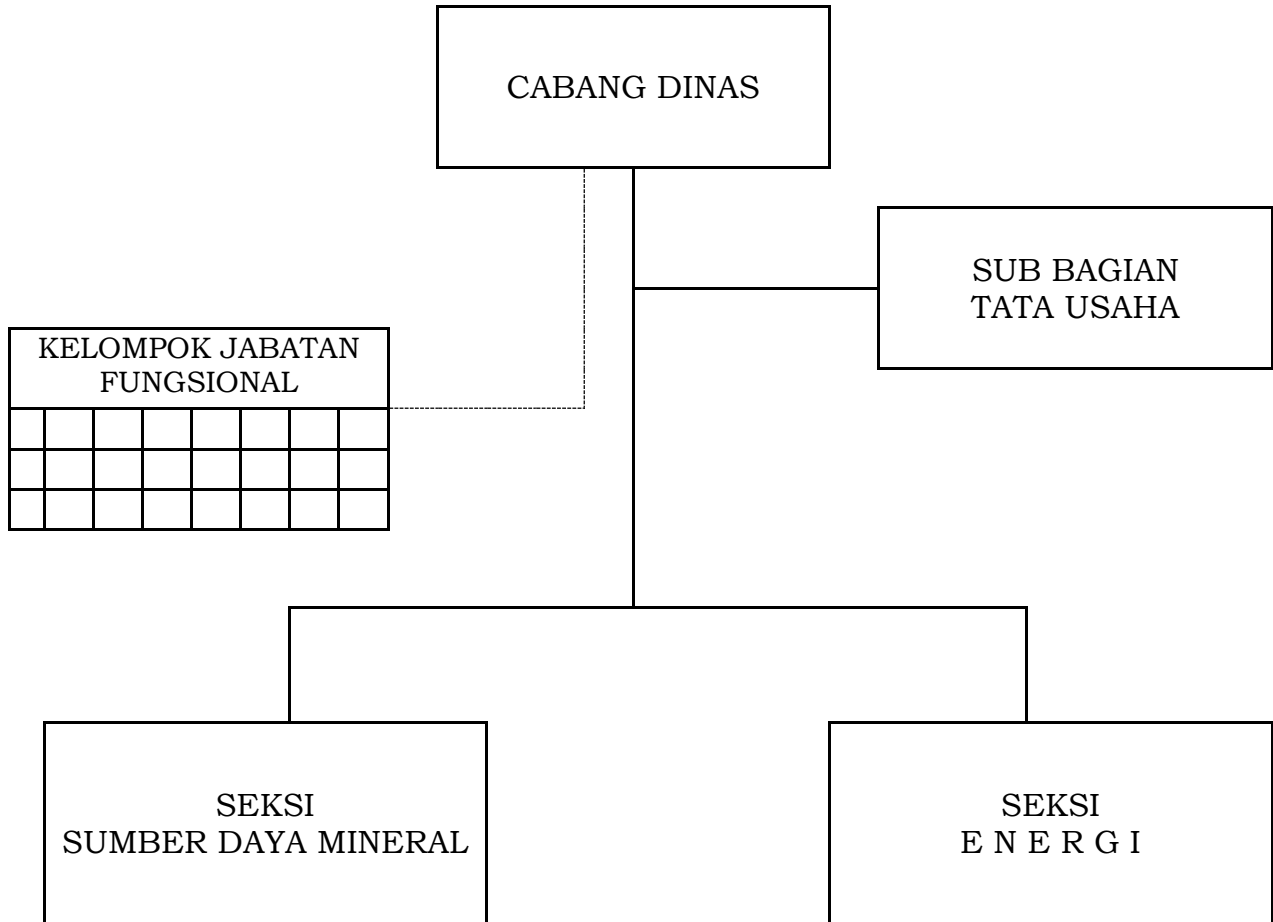 CABANG DINAS
SUB BAGIAN
TATA USAHA
KELOMPOK JABATAN
FUNGSIONAL
SEKSI
SUMBER DAYA MINERAL
SEKSI
E N E R G I